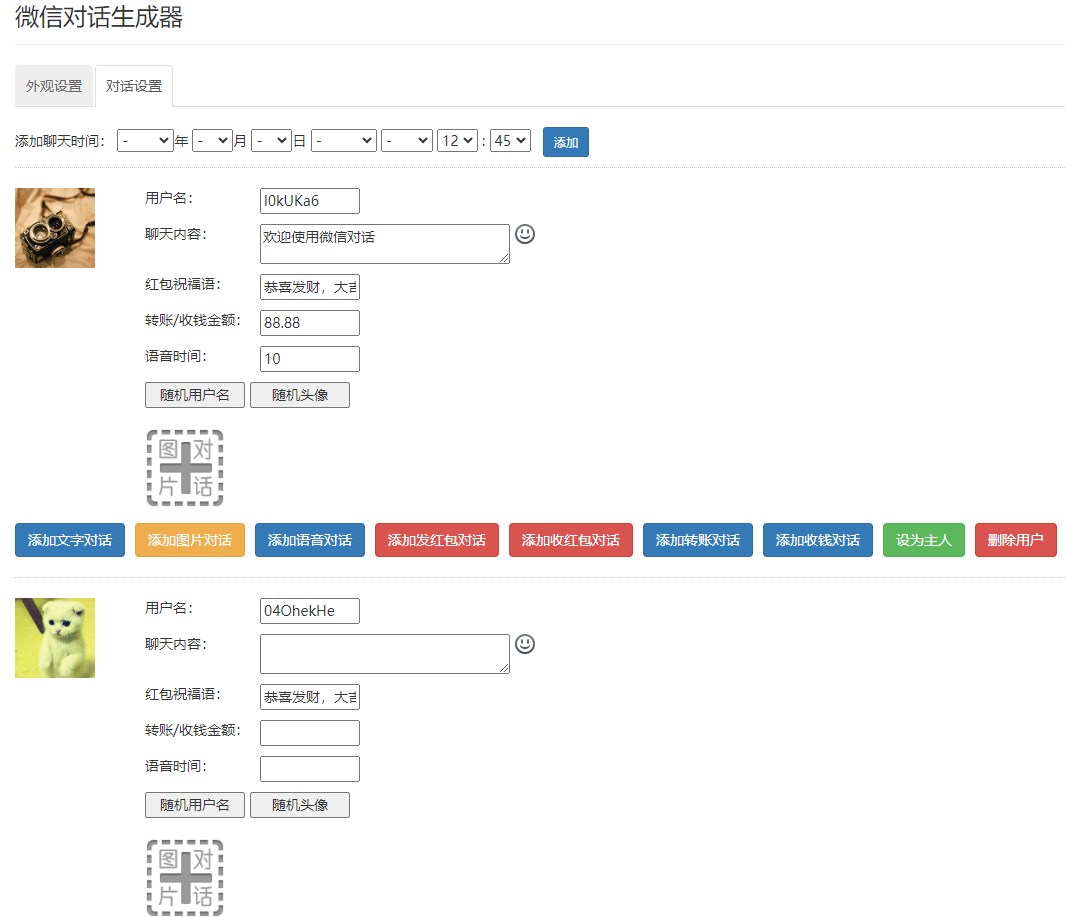 微信对话生成器
外观设置 对话设置
添加聊天时间： - 年 - 月 - 日 - - 12 : 45 添加
用户名： I0kUKa6
聊天内容： 欢迎使用微信对话
红包祝福语： 恭喜发财，大吉
转账/收钱金额： 88.88
语音时间： 10
随机用户名 随机头像
图 对
片 话
添加文字对话 添加图片对话 添加语音对话 添加发红包对话 添加收红包对话 添加转账对话 添加收钱对话 设为主人 删除用户
用户名： 04OhekHe
聊天内容：
红包祝福语： 恭喜发财，大吉
转账/收钱金额：
语音时间：
随机用户名 随机头像
图 对
片 话